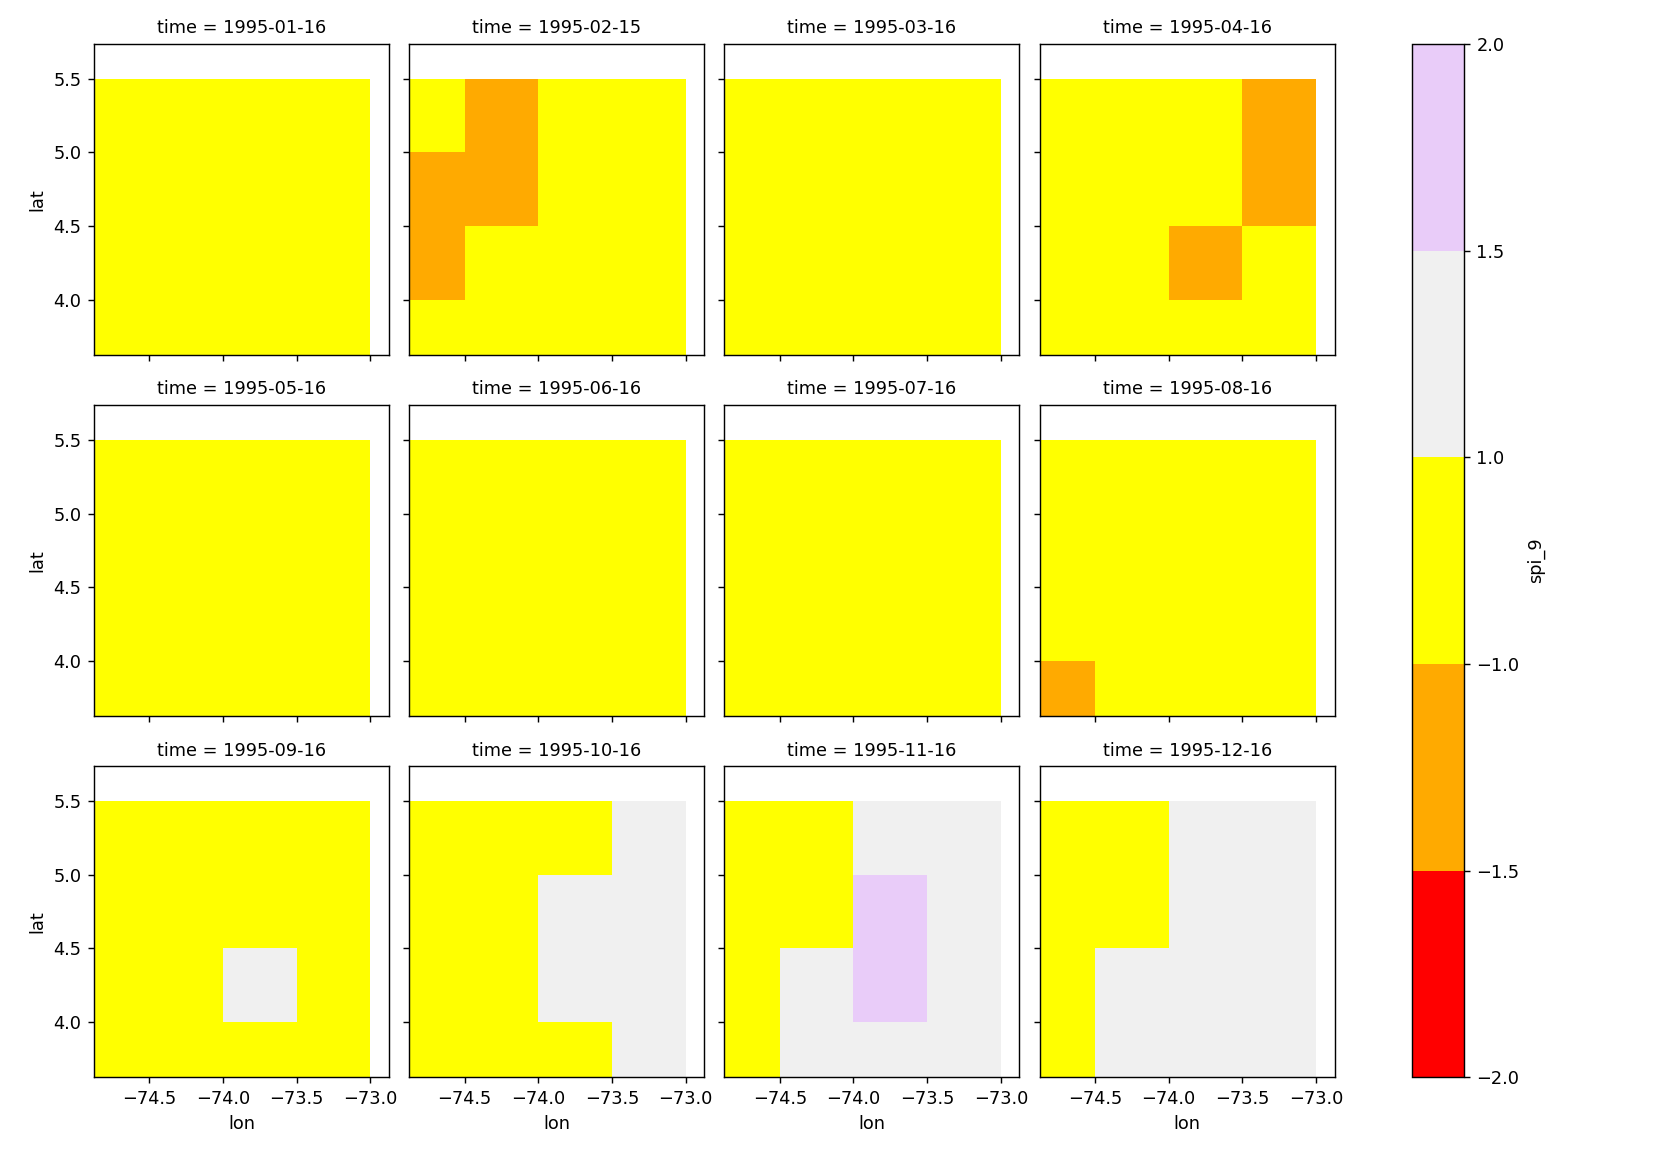 time = 1995-01-16
time = 1995-02-15
time = 1995-03-16
time = 1995-04-16
5.5
5.0
4.5
4.0
lat
time = 1995-05-16
time = 1995-06-16
time = 1995-07-16
time = 1995-08-16
5.5
5.0
4.5
4.0
lat
time = 1995-09-16
time = 1995-10-16
time = 1995-11-16
time = 1995-12-16
5.5
5.0
4.5
4.0
lat
−74.5 −74.0 −73.5 −73.0
lon
−74.5 −74.0 −73.5 −73.0
lon
−74.5 −74.0 −73.5 −73.0
lon
−74.5 −74.0 −73.5 −73.0
lon
2.0
1.5
1.0
−1.0
−1.5
−2.0
spi_9